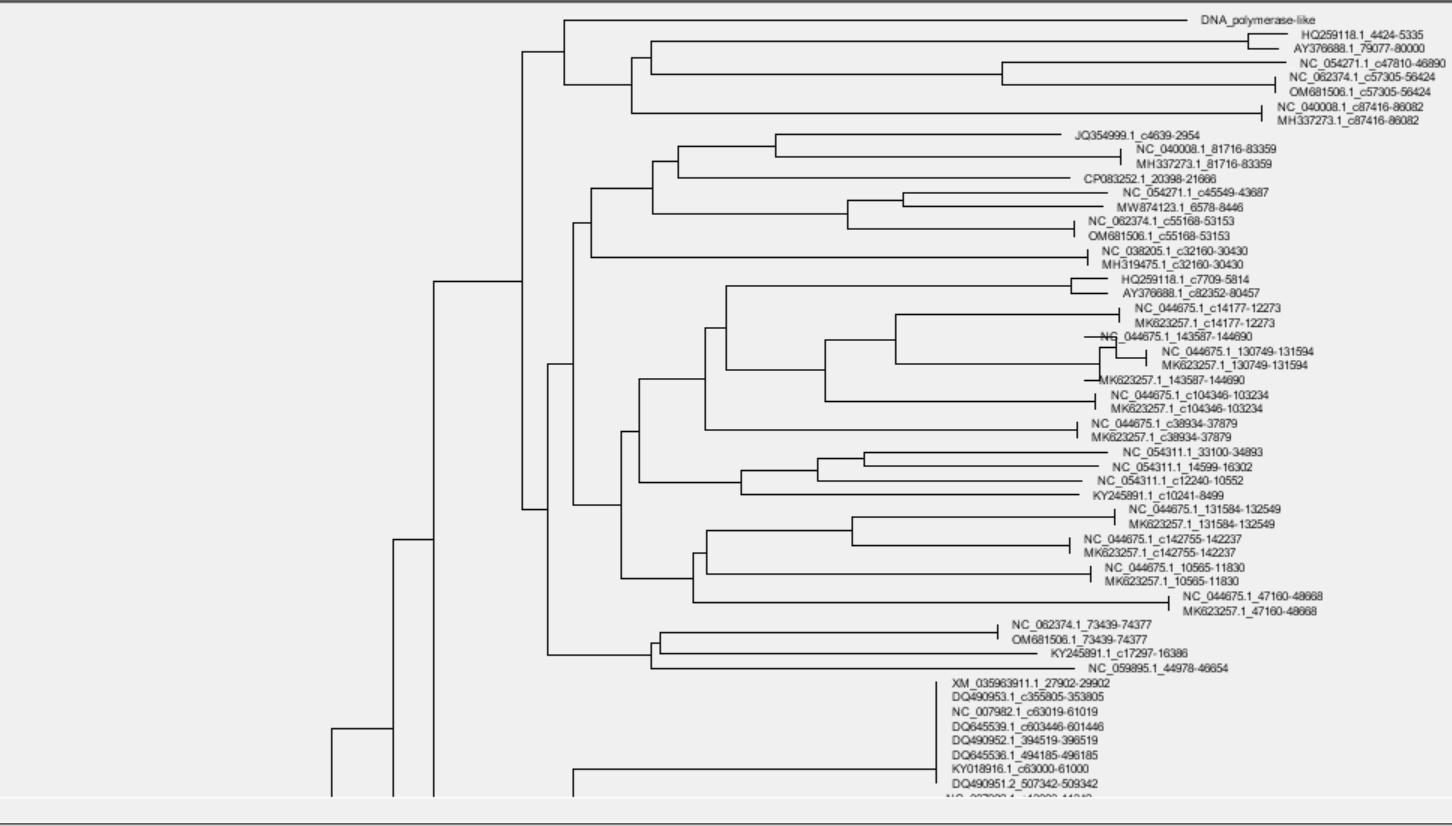 DNA_polymerase-like
HQ259118.1_4424-5335
AY376688.1_79077-80000
NC_054271.1_c47810-46890
NC_062374.1_c57305-56424
OM681506.1_c57305-56424
NC_040008.1_c87416-86082
MH337273.1_c87416-86082
JQ354999.1_c4639-2954
NC_040008.1_81716-83359
MH337273.1_81716-83359
CP083252.1_20398-21666
NC_054271.1_c45549-43687
MW874123.1_6578-8446
NC_062374.1_c55168-53153
OM681506.1_c55168-53153
NC_038205.1_c32160-30430
MH319475.1_c32160-30430
HQ259118.1_c7709-5814
AY376688.1_c82352-80457
NC_044675.1_c14177-12273
MK623257.1_c14177-12273
NC_044675.1_143587-144690
NC_044675.1_130749-131594
MK623257.1_130749-131594
MK623257.1_143587-144690
NC_044675.1_c104346-103234
MK623257.1_c104346-103234
NC_044675.1_c38934-37879
MK623257.1_c38934-37879
NC_054311.1_33100-34893
NC_054311.1_14599-16302
NC_054311.1_c12240-10552
KY245891.1_c10241-8499
NC_044675.1_131584-132549
MK623257.1_131584-132549
NC_044675.1_c142755-142237
MK623257.1_c142755-142237
NC_044675.1_10565-11830
MK623257.1_10565-11830
NC_044675.1_47160-48668
MK623257.1_47160-48668
NC_062374.1_73439-74377
OM681506.1_73439-74377
KY245891.1_c17297-16386
NC_059895.1_44978-46654
XM_035963911.1_27902-29902
DQ490953.1_c355805-353805
NC_007982.1_c63019-61019
DQ645539.1_c603446-601446
DQ490952.1_394519-396519
DQ645536.1_494185-496185
KY018916.1_c63000-61000
DQ490951.2_507342-509342